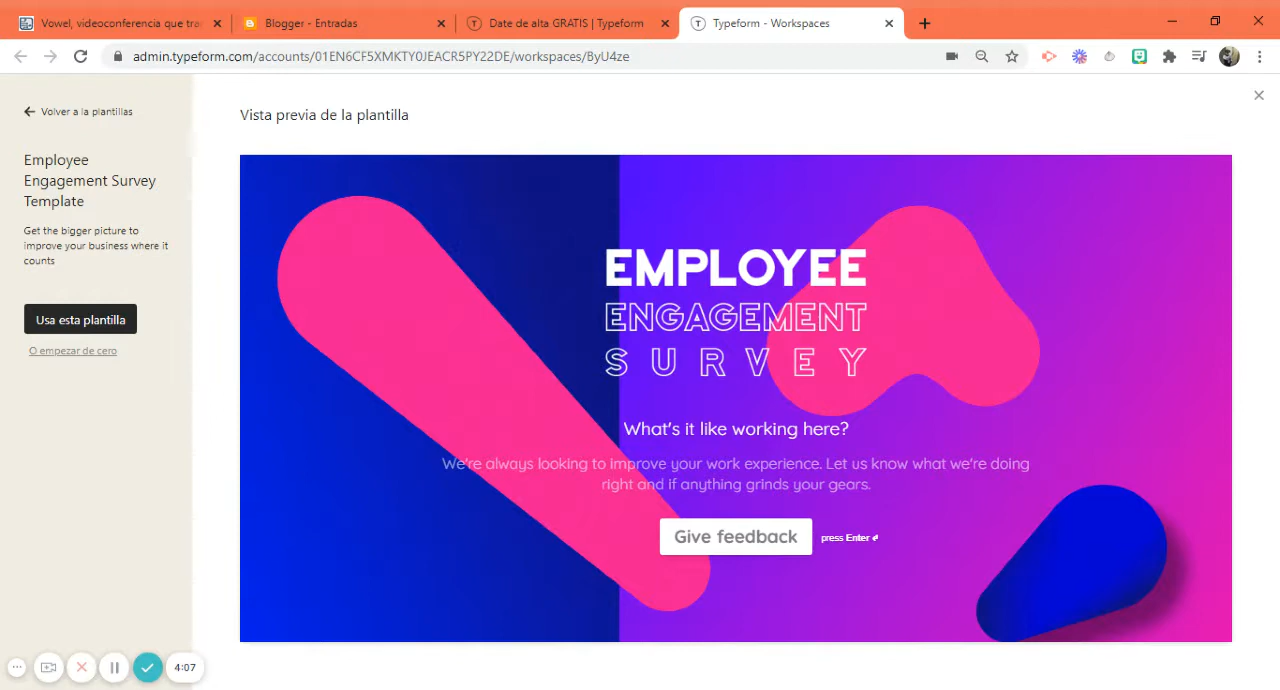 Vowel, videoconferencia que tra
Blogger - Entradas
Date de alta GRATIS | Typeform
Typeform - Workspaces
admin.typeform.com/accounts/01EN6CF5XMKTY0JEACR5PY22DE/workspaces/ByU4ze
Volver a la plantillas
Vista previa de la plantilla
Employee
Engagement Survey
Template
Get the bigger picture to
improve your business where it
counts
Usa esta plantilla
O empezar de cero
EMPLOYEE
ENGAGEMENT
SURVEY
What's it like working here?
We're always looking to improve your work experience. Let us know what we're doing
right and if anything grinds your gears.
Give feedback
press Enter
4:07